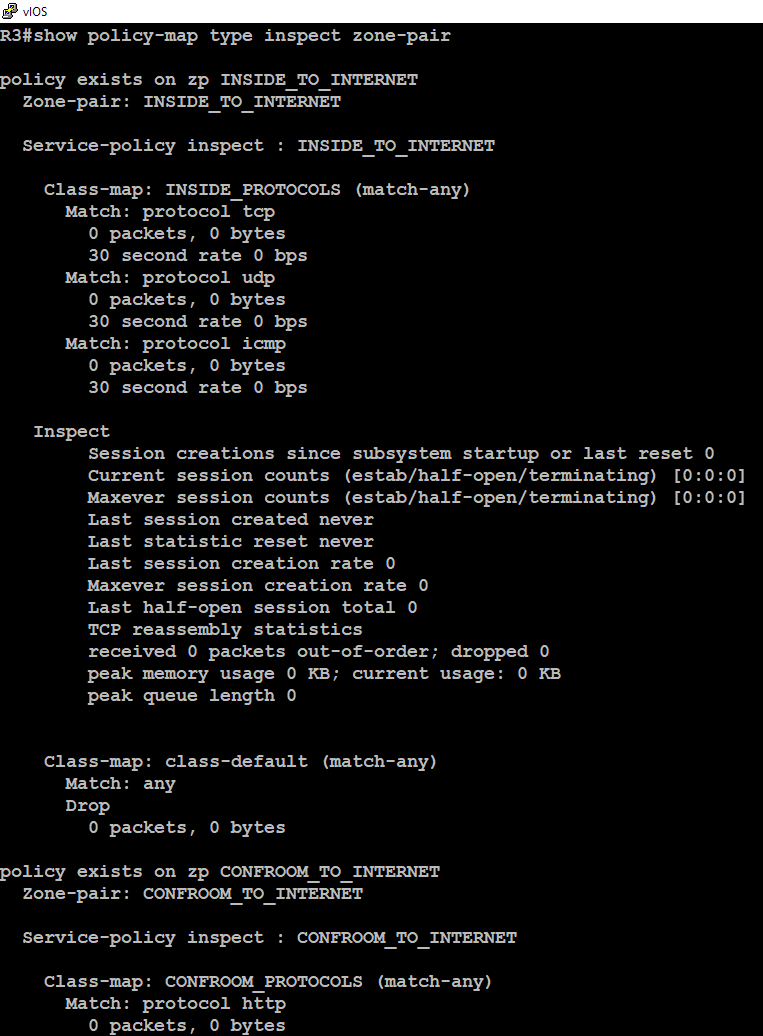 vIOS
R3#show policy-map type inspect zone-pair
policy exists on zp INSIDE_TO_INTERNET
Zone-pair: INSIDE_TO_INTERNET
Service-policy inspect : INSIDE_TO_INTERNET
Class-map: INSIDE_PROTOCOLS (match-any)
Match: protocol tcp
0 packets, 0 bytes
30 second rate 0 bps
Match: protocol udp
0 packets, 0 bytes
30 second rate 0 bps
Match: protocol icmp
0 packets, 0 bytes
30 second rate 0 bps
Inspect
Session creations since subsystem startup or last reset 0
Current session counts (estab/half-open/terminating) [0:0:0]
Maxever session counts (estab/half-open/terminating) [0:0:0]
Last session created never
Last statistic reset never
Last session creation rate 0
Maxever session creation rate 0
Last half-open session total 0
TCP reassembly statistics
received 0 packets out-of-order; dropped 0
peak memory usage 0 KB; current usage: 0 KB
peak queue length 0
Class-map: class-default (match-any)
Match: any
Drop
0 packets, 0 bytes
policy exists on zp CONFROOM_TO_INTERNET
Zone-pair: CONFROOM_TO_INTERNET
Service-policy inspect : CONFROOM_TO_INTERNET
Class-map: CONFROOM_PROTOCOLS (match-any)
Match: protocol http
0 packets, 0 bytes